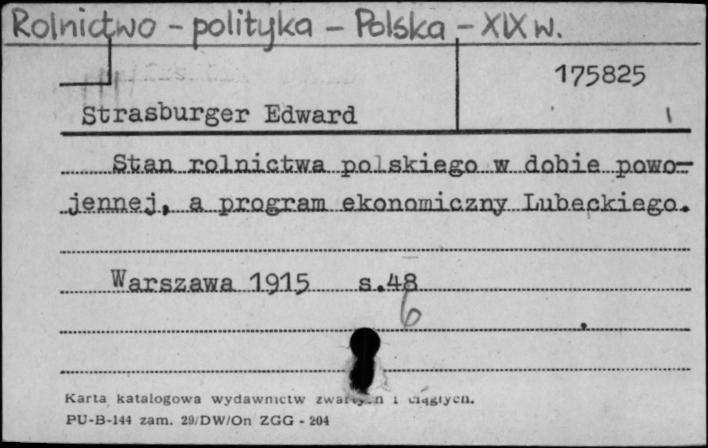 Rolnictwo - polityka - Polska - XIX w.
175825
Strasburger Edward
Stan rolnictwa polskiego w dobie powo-
jennej, a program ekonomiczny Lubeckiego.
Warszawa 1915 s.48
6
Karta katalogowa wydawnictw zwartych i ciągłych.
PU-B-144 zam. 29/DW/On ZGG - 204